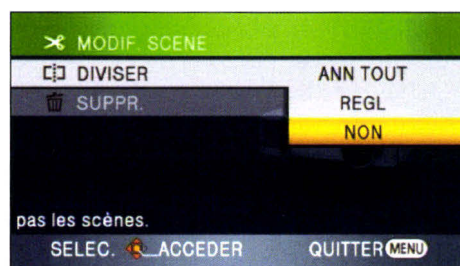 MODIF. SCENE
DIVISER ANN TOUT
SUPPR. REGL
NON
pas les scènes.
SELEC. ACCEDER QUITTER MENU